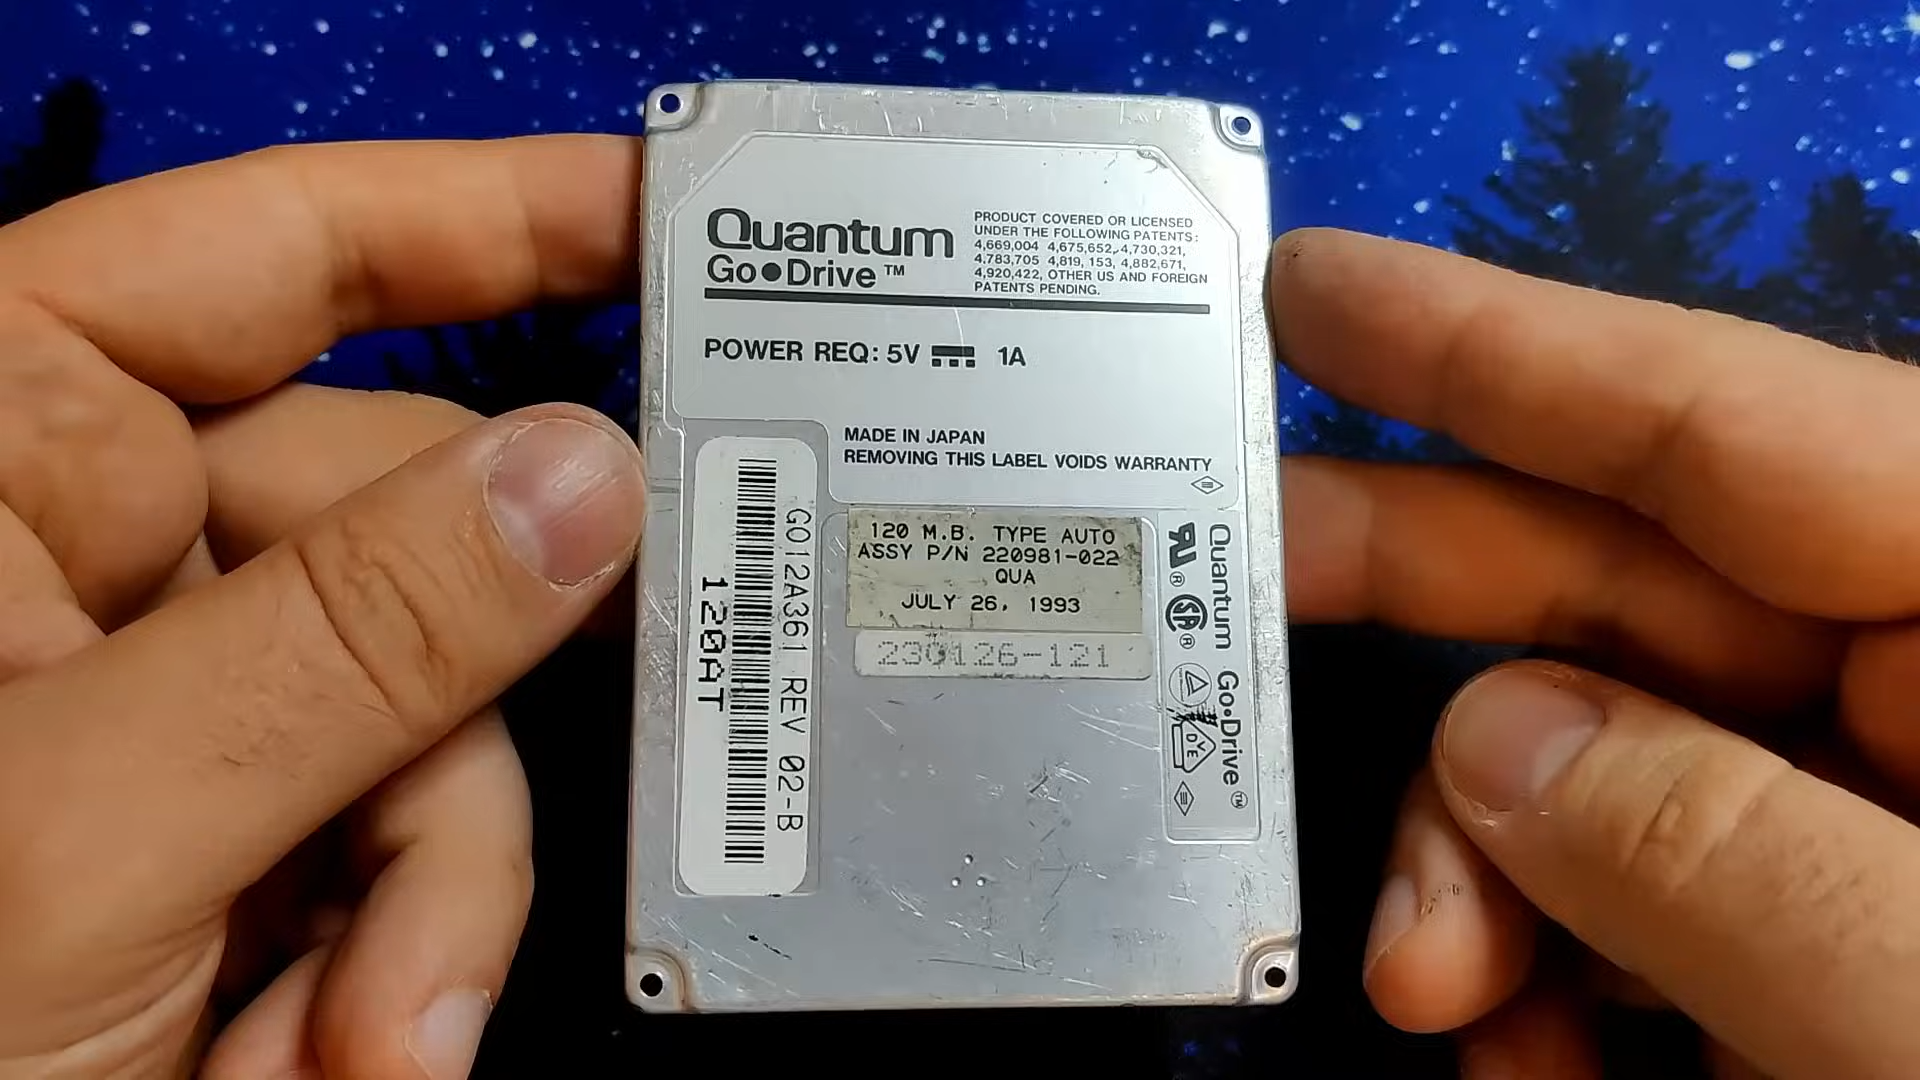 Quantum
Go•Drive™
PRODUCT COVERED OR LICENSED
UNDER THE FOLLOWING PATENTS:
4,669,004 4,675,652, 4,730,321,
4,783,705 4,819,153, 4,882,671,
4,920,422, OTHER US AND FOREIGN
PATENTS PENDING.
POWER REQ: 5V 1A
MADE IN JAPAN
REMOVING THIS LABEL VOIDS WARRANTY
GO12A361 REV 02-B
120AT
120 M.B. TYPE AUTO
ASSY P/N 220981-022
QUA
JULY 26, 1993
230126-121
Quantum Go•Drive™